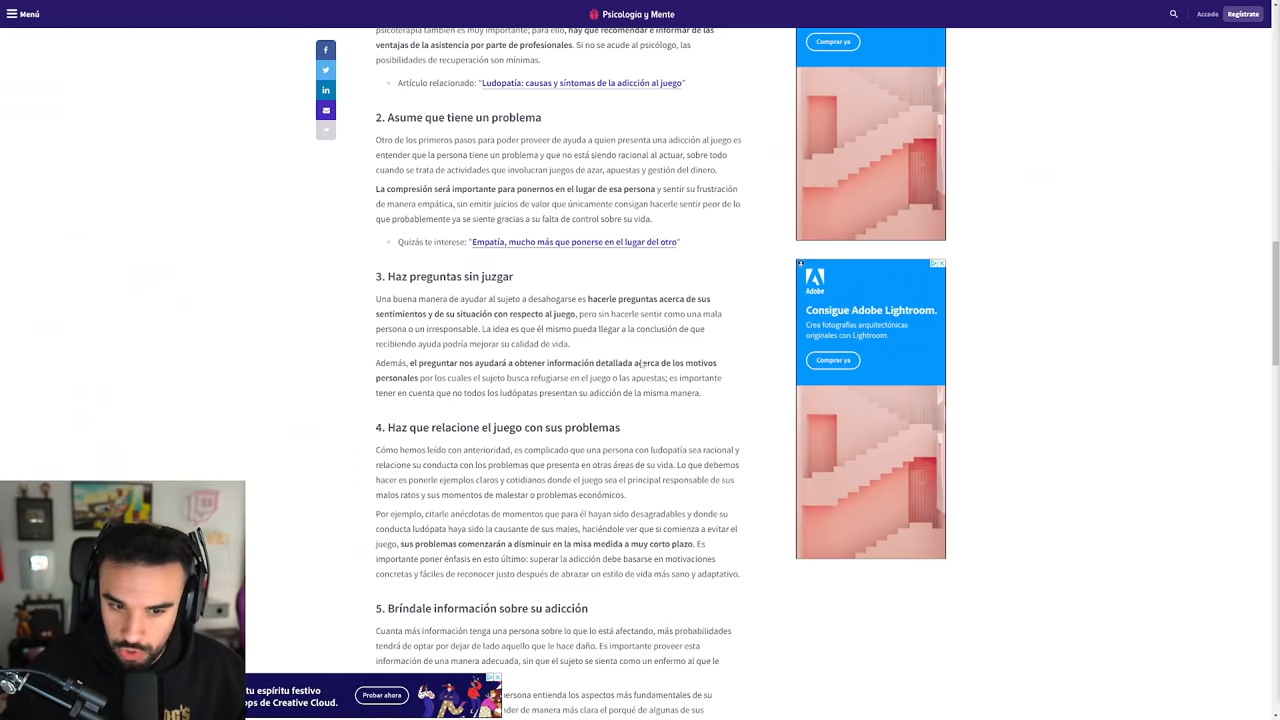 Menú
Psicología y Mente
Accede
Regístrate
psicoterapia también es muy importante; para ello, hay que recomendar e informar de las
ventajas de la asistencia por parte de profesionales. Si no se acude al psicólogo, las
posibilidades de recuperación son mínimas.
Artículo relacionado: "Ludopatía: causas y síntomas de la adicción al juego"
2. Asume que tiene un problema
Otro de los primeros pasos para poder proveer de ayuda a quien presenta una adicción al juego es
entender que la persona tiene un problema y que no está siendo racional al actuar, sobre todo
cuando se trata de actividades que involucran juegos de azar, apuestas y gestión del dinero.
La compresión será importante para ponernos en el lugar de esa persona y sentir su frustración
de manera empática, sin emitir juicios de valor que únicamente consigan hacerle sentir peor de lo
que probablemente ya se siente gracias a su falta de control sobre su vida.
Quizás te interese: "Empatía, mucho más que ponerse en el lugar del otro"
3. Haz preguntas sin juzgar
Una buena manera de ayudar al sujeto a desahogarse es hacerle preguntas acerca de sus
sentimientos y de su situación con respecto al juego, pero sin hacerle sentir como una mala
persona o un irresponsable. La idea es que él mismo pueda llegar a la conclusión de que
recibiendo ayuda podría mejorar su calidad de vida.
Además, el preguntar nos ayudará a obtener información detallada acerca de los motivos
personales por los cuales el sujeto busca refugiarse en el juego o las apuestas; es importante
tener en cuenta que no todos los ludópatas presentan su adicción de la misma manera.
4. Haz que relacione el juego con sus problemas
Cómo hemos leído con anterioridad, es complicado que una persona con ludopatía sea racional y
relacione su conducta con los problemas que presenta en otras áreas de su vida. Lo que debemos
hacer es ponerle ejemplos claros y cotidianos donde el juego sea el principal responsable de sus
malos ratos y sus momentos de malestar o problemas económicos.
Por ejemplo, citarle anécdotas de momentos que para él hayan sido desagradables y donde su
conducta ludópata haya sido la causante de sus males, haciéndole ver que si comienza a evitar el
juego, sus problemas comenzarán a disminuir en la misa medida a muy corto plazo. Es
importante poner énfasis en esto último: superar la adicción debe basarse en motivaciones
concretas y fáciles de reconocer justo después de abrazar un estilo de vida más sano y adaptativo.
5. Bríndale información sobre su adicción
Cuanta más información tenga una persona sobre lo que lo está afectando, más probabilidades
tendrá de optar por dejar de lado aquello que le hace daño. Es importante proveer esta
información de una manera adecuada, sin que el sujeto se sienta como un enfermo al que le
persona entienda los aspectos más fundamentales de su
de manera más clara el porqué de algunas de sus
Comprar ya
Adobe
Consigue Adobe Lightroom.
Crea fotografías arquitectónicas
originales con Lightroom.
Comprar ya
tu espíritu festivo
de Creative Cloud.
Probar ahora